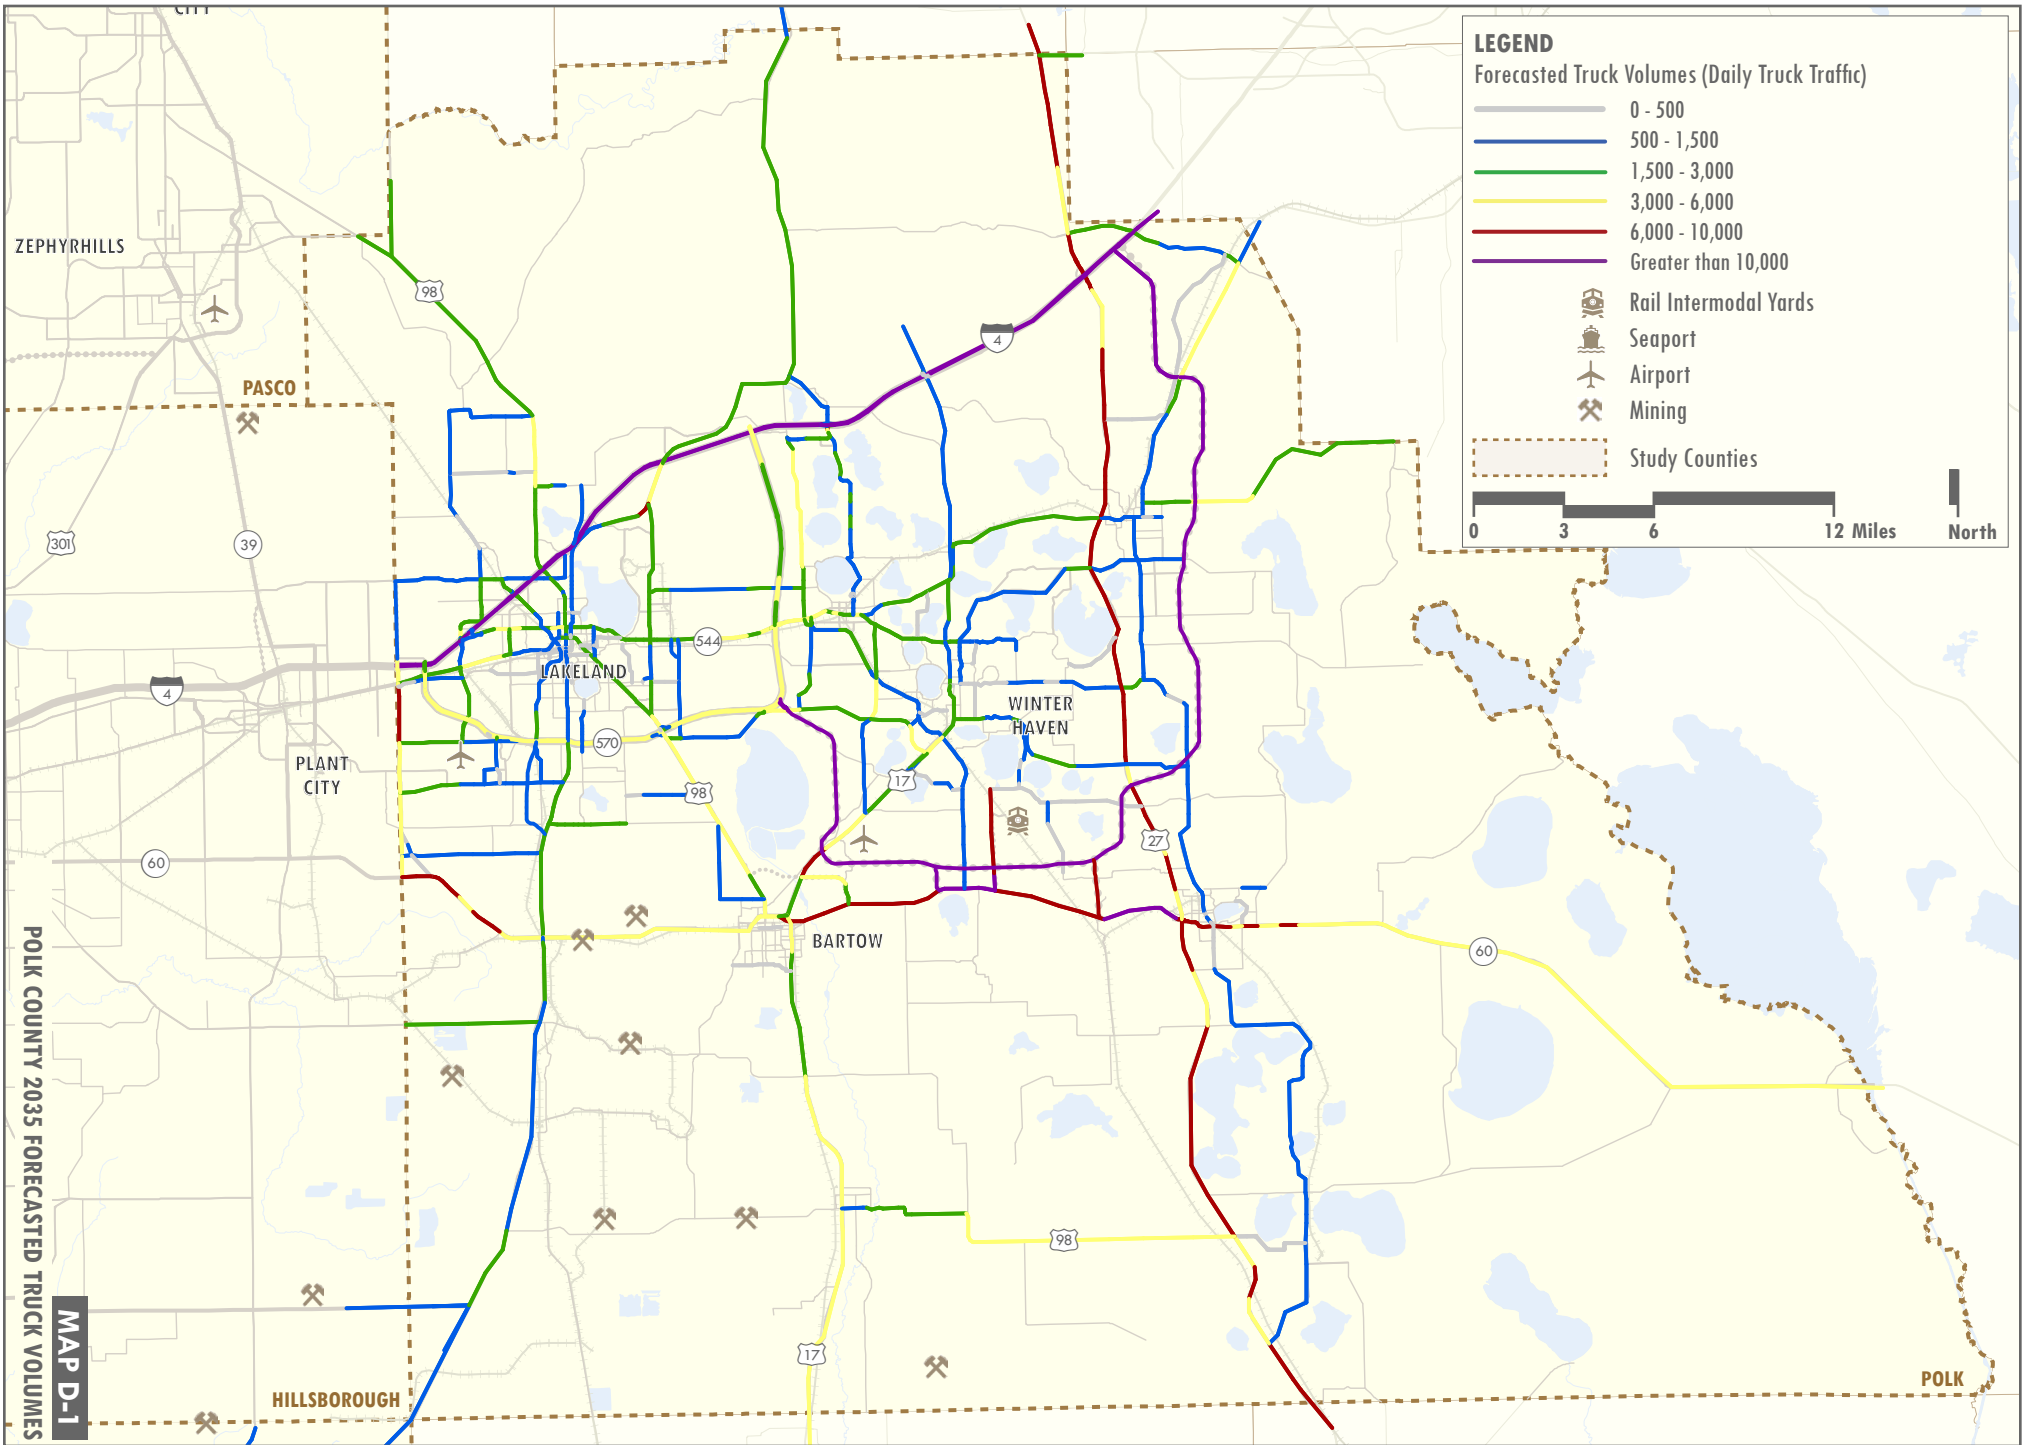 CITY
LEGEND
Forecasted Truck Volumes (Daily Truck Traffic)
0 - 500
500 - 1,500
1,500 - 3,000
3,000 - 6,000
6,000 - 10,000
Greater than 10,000
Rail Intermodal Yards
Seaport
Airport
Mining
Study Counties
0 3 6 12 Miles
North
ZEPHYRHILLS
98
4
PASCO
301
39
544
4
LAKELAND
WINTER
HAVEN
570
PLANT
CITY
17
98
27
60
BARTOW
60
98
17
HILLSBOROUGH
POLK
POLK COUNTY 2035 FORECASTED TRUCK VOLUMES
MAP D-1